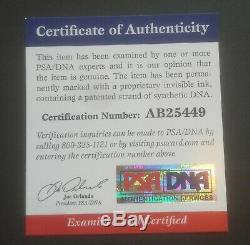 Certificate of Authenticity
This item has been examined by one or more
PSA/DNA experts and it is our opinion that
the item is genuine. This item has been perma-
nently marked with a proprietary invisible ink,
containing a patented strand of synthetic DNA.
Certification Number: AB25449
Verification inquiries can be made to PSA/DNA by
calling 800-325-1121 or by visiting psacard.com and
entering the certification number above.
Joe Orlando
President PSA/DNA
PSA DNA
AUTHENTICATION SERVICES
Examined Certified